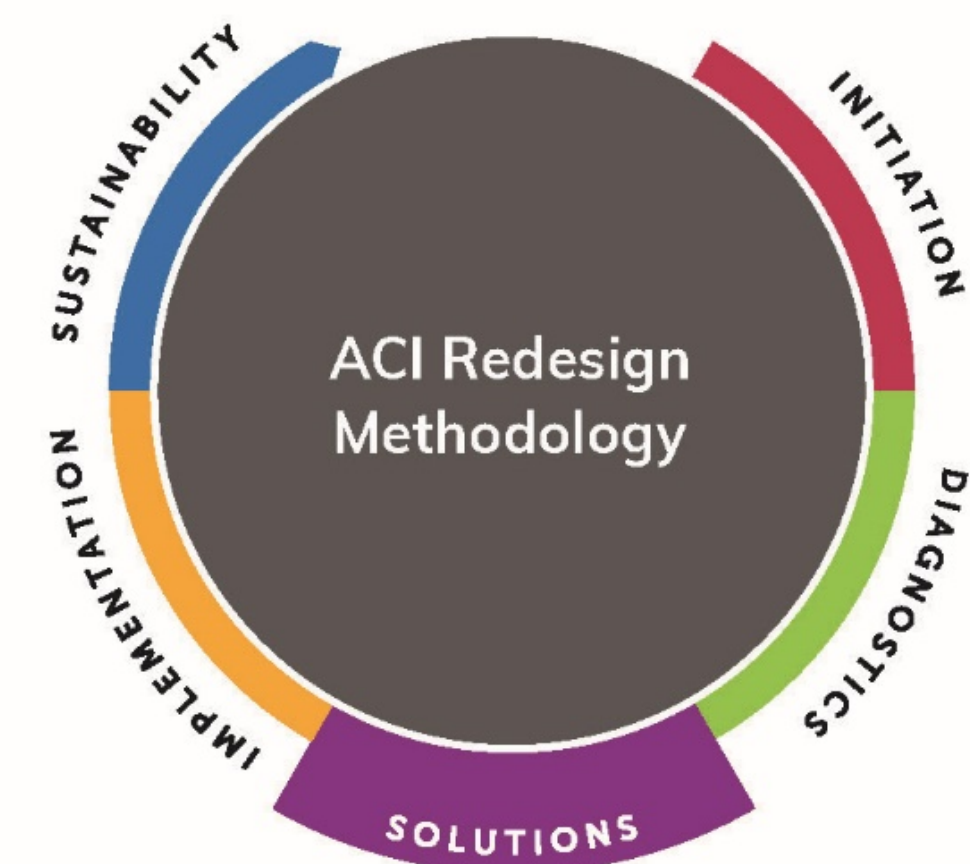 ACI Redesign
Methodology
INITIATION
DIAGNOSTICS
SOLUTIONS
IMPLEMENTATION
SUSTAINABILITY